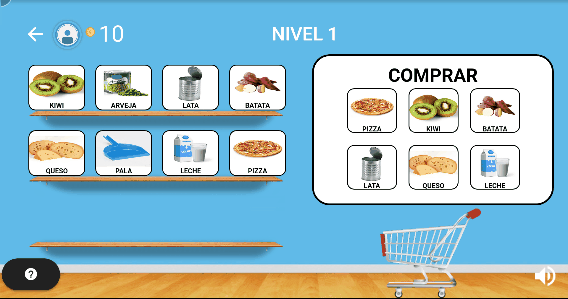 10
NIVEL 1
KIWI ARVEJA LATA BATATA
QUESO PALA LECHE PIZZA
COMPRAR
PIZZA KIWI BATATA
LATA QUESO LECHE
?